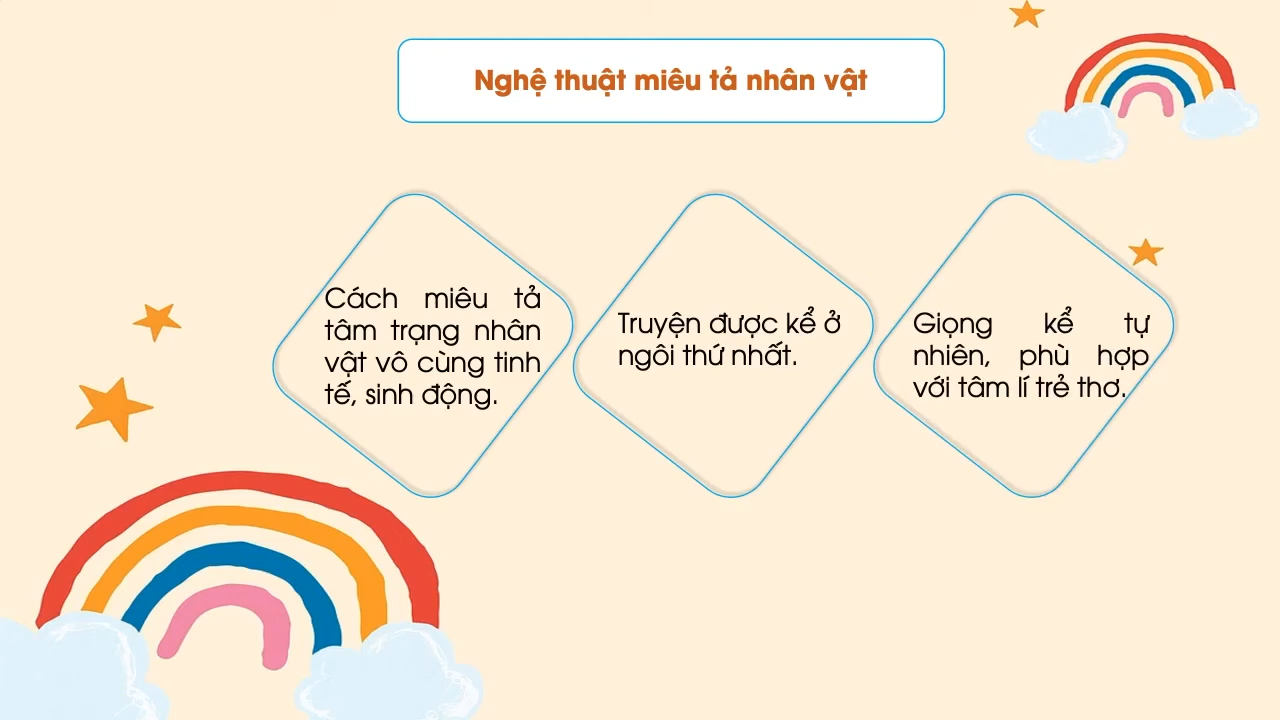 Nghệ thuật miêu tả nhân vật
Cách miêu tả
tâm trạng nhân
vật vô cùng tinh
tế, sinh động.
Truyện được kể ở
ngôi thứ nhất.
Giọng kể tự
nhiên, phù hợp
với tâm lí trẻ thơ.